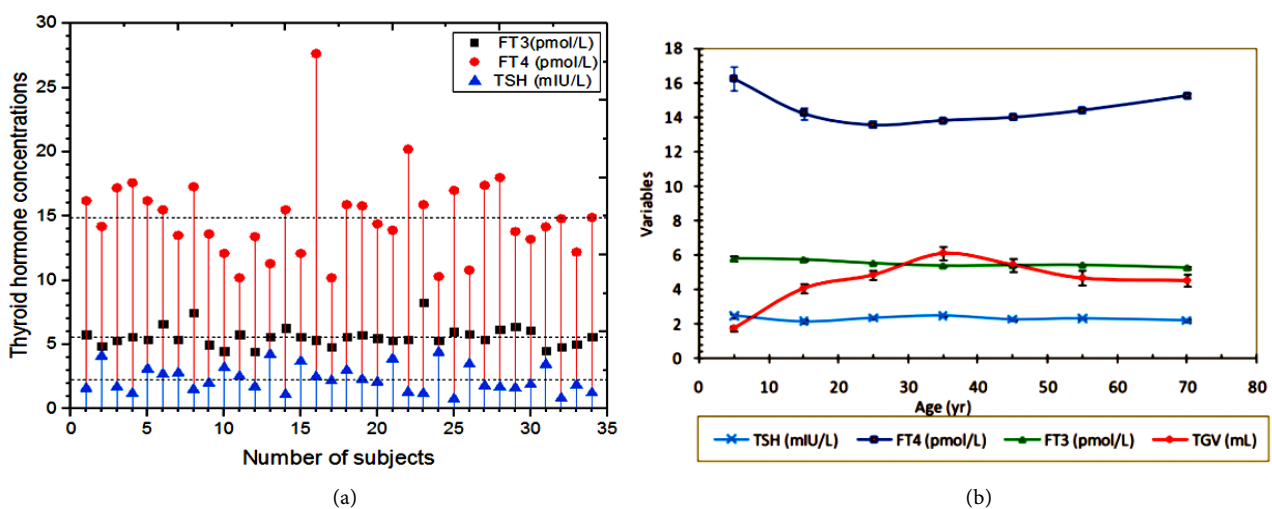 30
25
20
15
10
5
0
Thyroid hormone concentrations
FT3(pmol/L)
FT4 (pmol/L)
TSH (mIU/L)
0 5 10 15 20 25 30 35
Number of subjects
(a)
18
16
14
12
10
8
6
4
2
0
Variables
0 10 20 30 40 50 60 70 80
Age (yr)
TSH (mIU/L) FT4 (pmol/L) FT3 (pmol/L) TGV (mL)
(b)